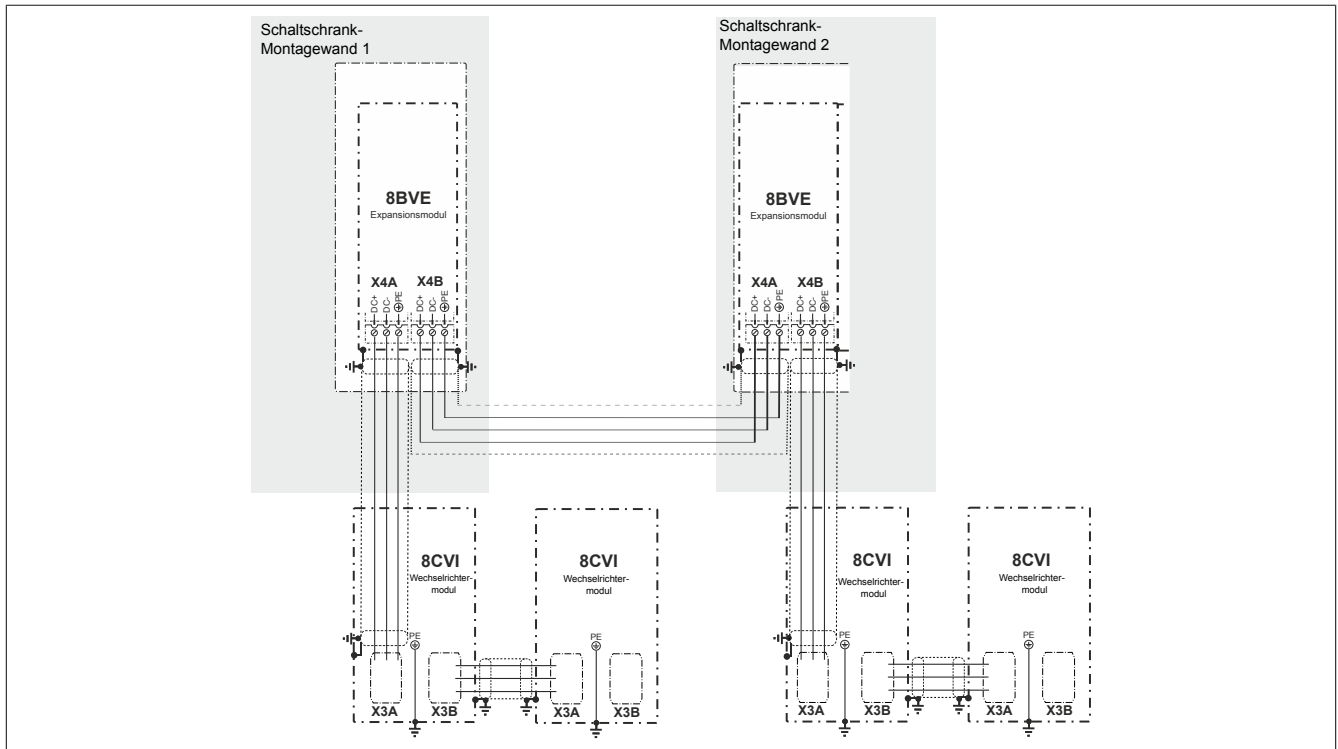 Schaltschrank-
Montagewand 1
Schaltschrank-
Montagewand 2
8BVE
Expansionsmodul
X4A
X4B
DC+
DC-
PE
DC+
DC-
PE
8BVE
Expansionsmodul
X4A
X4B
DC+
DC-
PE
DC+
DC-
PE
8CVI
Wechselrichter-
modul
PE
X3A
X3B
8CVI
Wechselrichter-
modul
PE
X3A
X3B
8CVI
Wechselrichter-
modul
PE
X3A
X3B
8CVI
Wechselrichter-
modul
PE
X3A
X3B